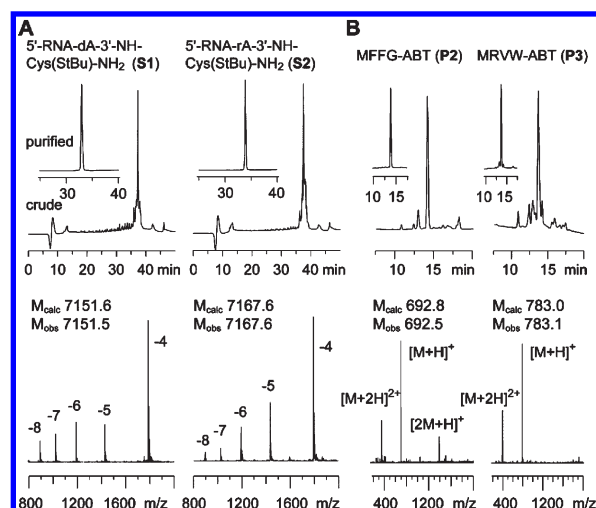 A
B
5'-RNA-dA-3'-NH-
Cys(StBu)-NH2 (S1)
5'-RNA-rA-3'-NH-
Cys(StBu)-NH2 (S2)
MFFG-ABT (P2)
MRVW-ABT (P3)
purified
30 40
30 40
10 15
10 15
crude
0 10 20 30 40 min
0 10 20 30 40 min
10 15 min
10 15 min
Mcalc 7151.6
Mobs 7151.5
Mcalc 7167.6
Mobs 7167.6
Mcalc 692.8
Mobs 692.5
Mcalc 783.0
Mobs 783.1
-4
-4
[M+H]+
[M+H]+
-8 -7 -6 -5
-8 -7 -6 -5
[M+2H]2+
[2M+H]+
[M+2H]2+
800 1200 1600 m/z
800 1200 1600 m/z
400 1200 m/z
400 1200 m/z